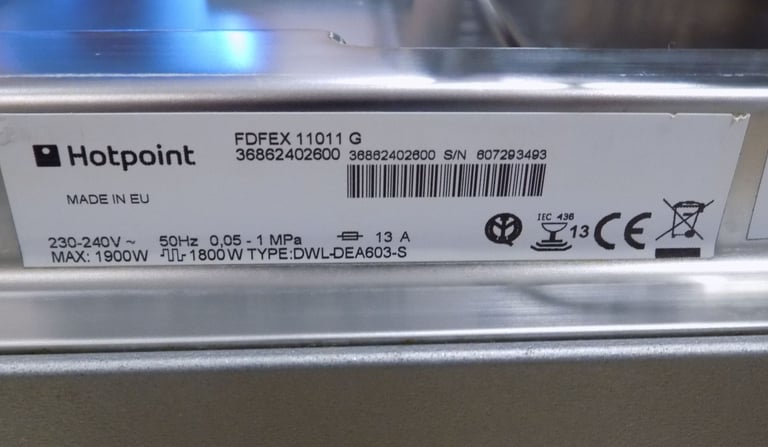 Hotpoint
FDFEX 11011 G
36862402600 36862402600 S/N 607293493
MADE IN EU
230-240V ~ 50Hz 0,05 - 1 MPa 13 A
MAX: 1900W 1800W TYPE:DWL-DEA603-S
IEC 436
13
CE